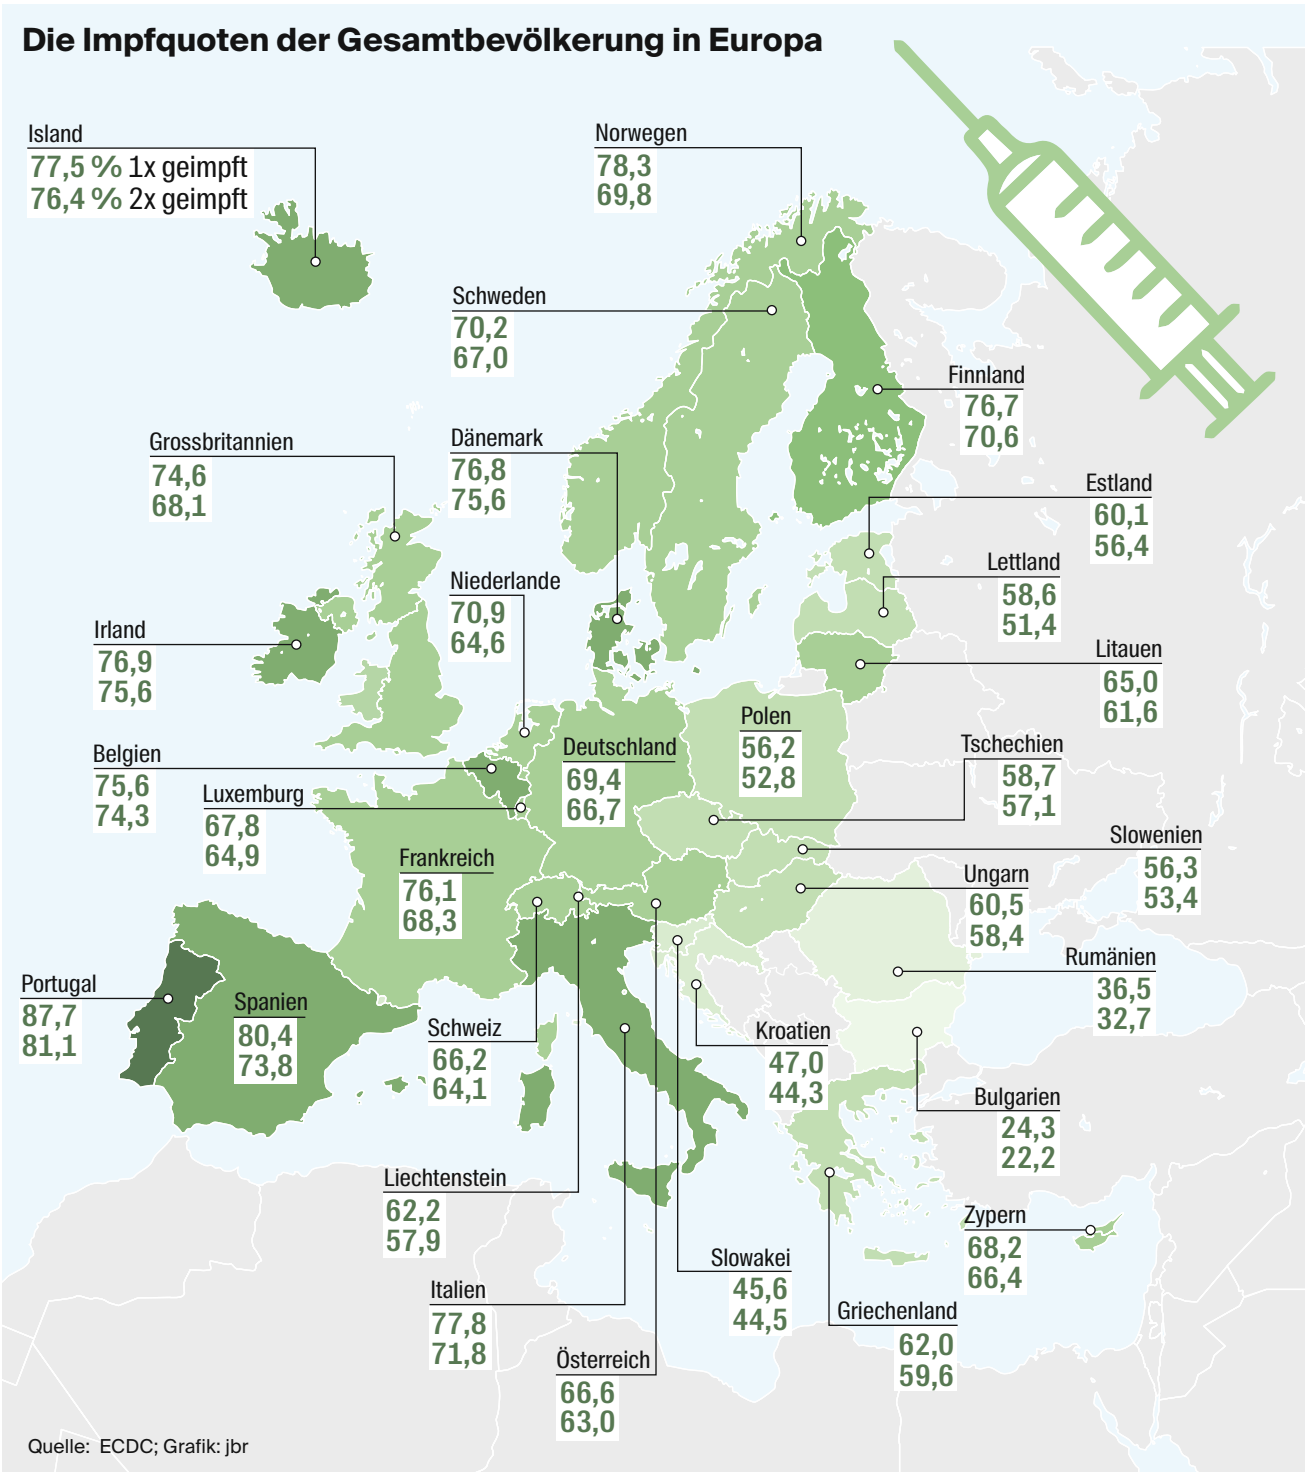 Die Impfquoten der Gesamtbevölkerung in Europa
Island
77,5 % 1x geimpft
76,4 % 2x geimpft
Norwegen
78,3
69,8
Schweden
70,2
67,0
Finnland
76,7
70,6
Grossbritannien
74,6
68,1
Dänemark
76,8
75,6
Estland
60,1
56,4
Lettland
58,6
51,4
Niederlande
70,9
64,6
Irland
76,9
75,6
Litauen
65,0
61,6
Polen
56,2
52,8
Deutschland
69,4
66,7
Tschechien
58,7
57,1
Belgien
75,6
74,3
Luxemburg
67,8
64,9
Slowenien
56,3
53,4
Frankreich
76,1
68,3
Ungarn
60,5
58,4
Rumänien
36,5
32,7
Portugal
87,7
81,1
Spanien
80,4
73,8
Schweiz
66,2
64,1
Kroatien
47,0
44,3
Bulgarien
24,3
22,2
Liechtenstein
62,2
57,9
Zypern
68,2
66,4
Slowakei
45,6
44,5
Italien
77,8
71,8
Griechenland
62,0
59,6
Österreich
66,6
63,0
Quelle: ECDC; Grafik: jbr